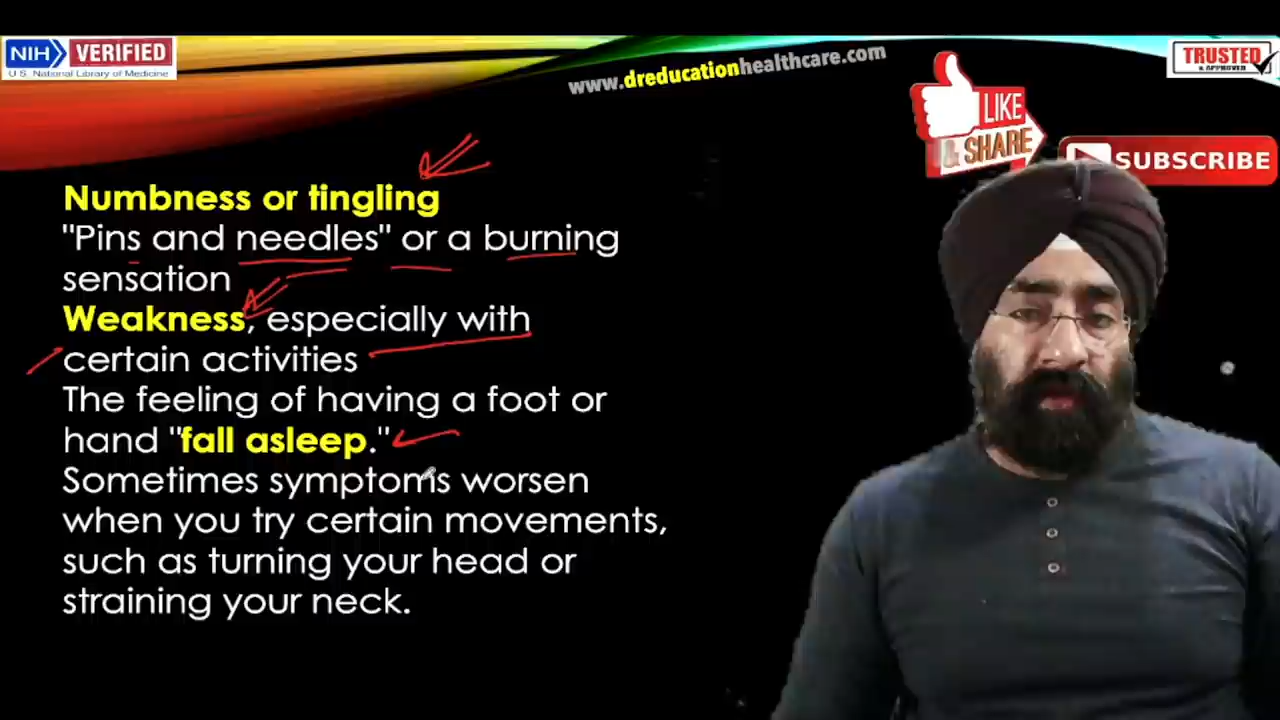 NIH VERIFIED
U.S. National Library of Medicine
www.dreducationhealthcare.com
LIKE
& SHARE
TRUSTED
& APPROVED
SUBSCRIBE
Numbness or tingling
"Pins and needles" or a burning
sensation
Weakness, especially with
certain activities
The feeling of having a foot or
hand "fall asleep."
Sometimes symptoms worsen
when you try certain movements,
such as turning your head or
straining your neck.